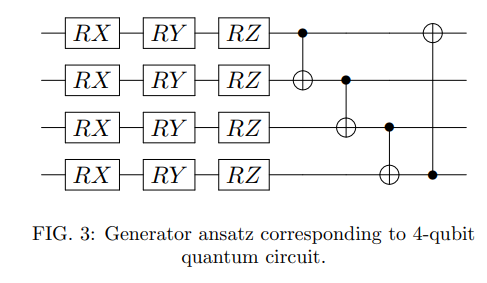 RX RY RZ
RX RY RZ
RX RY RZ
RX RY RZ
FIG. 3: Generator ansatz corresponding to 4-qubit
quantum circuit.